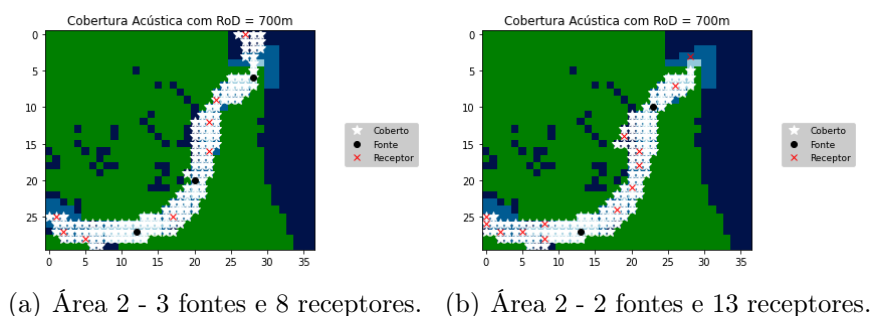 Cobertura Acústica com RoD = 700m
0
5
10
15
20
25
0 5 10 15 20 25 30 35
Coberto
Fonte
Receptor
(a) Área 2 - 3 fontes e 8 receptores.
Cobertura Acústica com RoD = 700m
0
5
10
15
20
25
0 5 10 15 20 25 30 35
Coberto
Fonte
Receptor
(b) Área 2 - 2 fontes e 13 receptores.